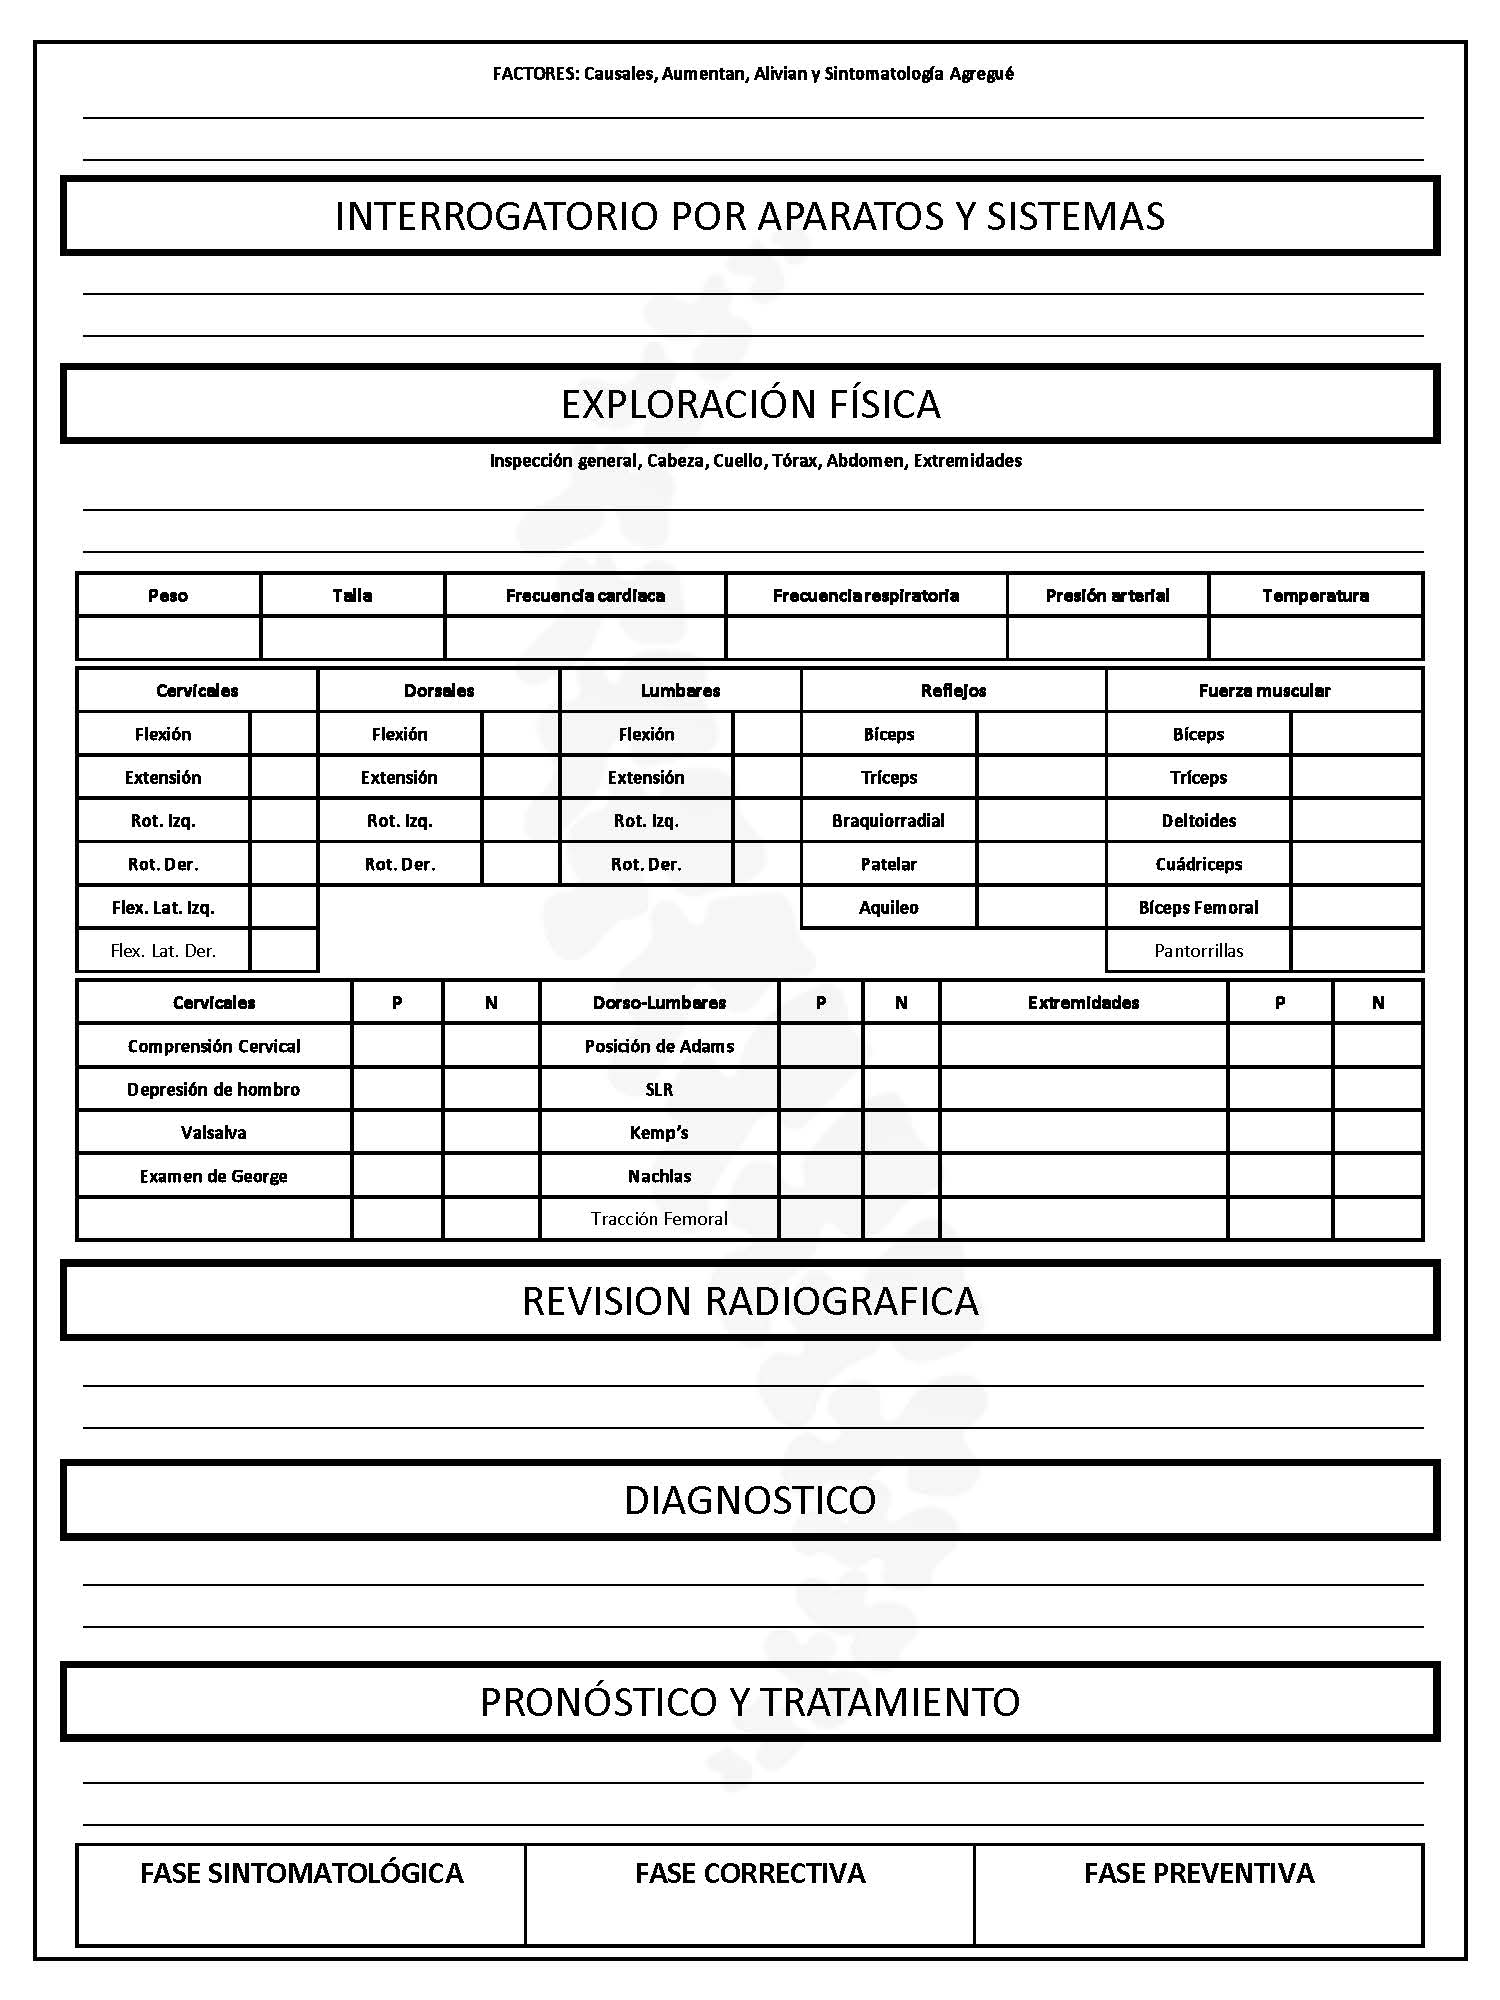 FACTORES: Causales, Aumentan, Alivian y Sintomatología Agregué
INTERROGATORIO POR APARATOS Y SISTEMAS
EXPLORACIÓN FÍSICA
Inspección general, Cabeza, Cuello, Tórax, Abdomen, Extremidades
Peso Talla Frecuencia cardiaca Frecuencia respiratoria Presión arterial Temperatura
Cervicales Dorsales Lumbares Reflejos Fuerza muscular
Flexión Flexión Flexión Bíceps Bíceps
Extensión Extensión Extensión Tríceps Tríceps
Rot. Izq. Rot. Izq. Rot. Izq. Braquiorradial Deltoides
Rot. Der. Rot. Der. Rot. Der. Patelar Cuádriceps
Flex. Lat. Izq. Aquileo Bíceps Femoral
Flex. Lat. Der. Pantorrillas
Cervicales P N Dorso-Lumbares P N Extremidades P N
Comprensión Cervical Posición de Adams
Depresión de hombro SLR
Valsalva Kemp’s
Examen de George Nachlas
Tracción Femoral
REVISION RADIOGRAFICA
DIAGNOSTICO
PRONÓSTICO Y TRATAMIENTO
FASE SINTOMATOLÓGICA FASE CORRECTIVA FASE PREVENTIVA